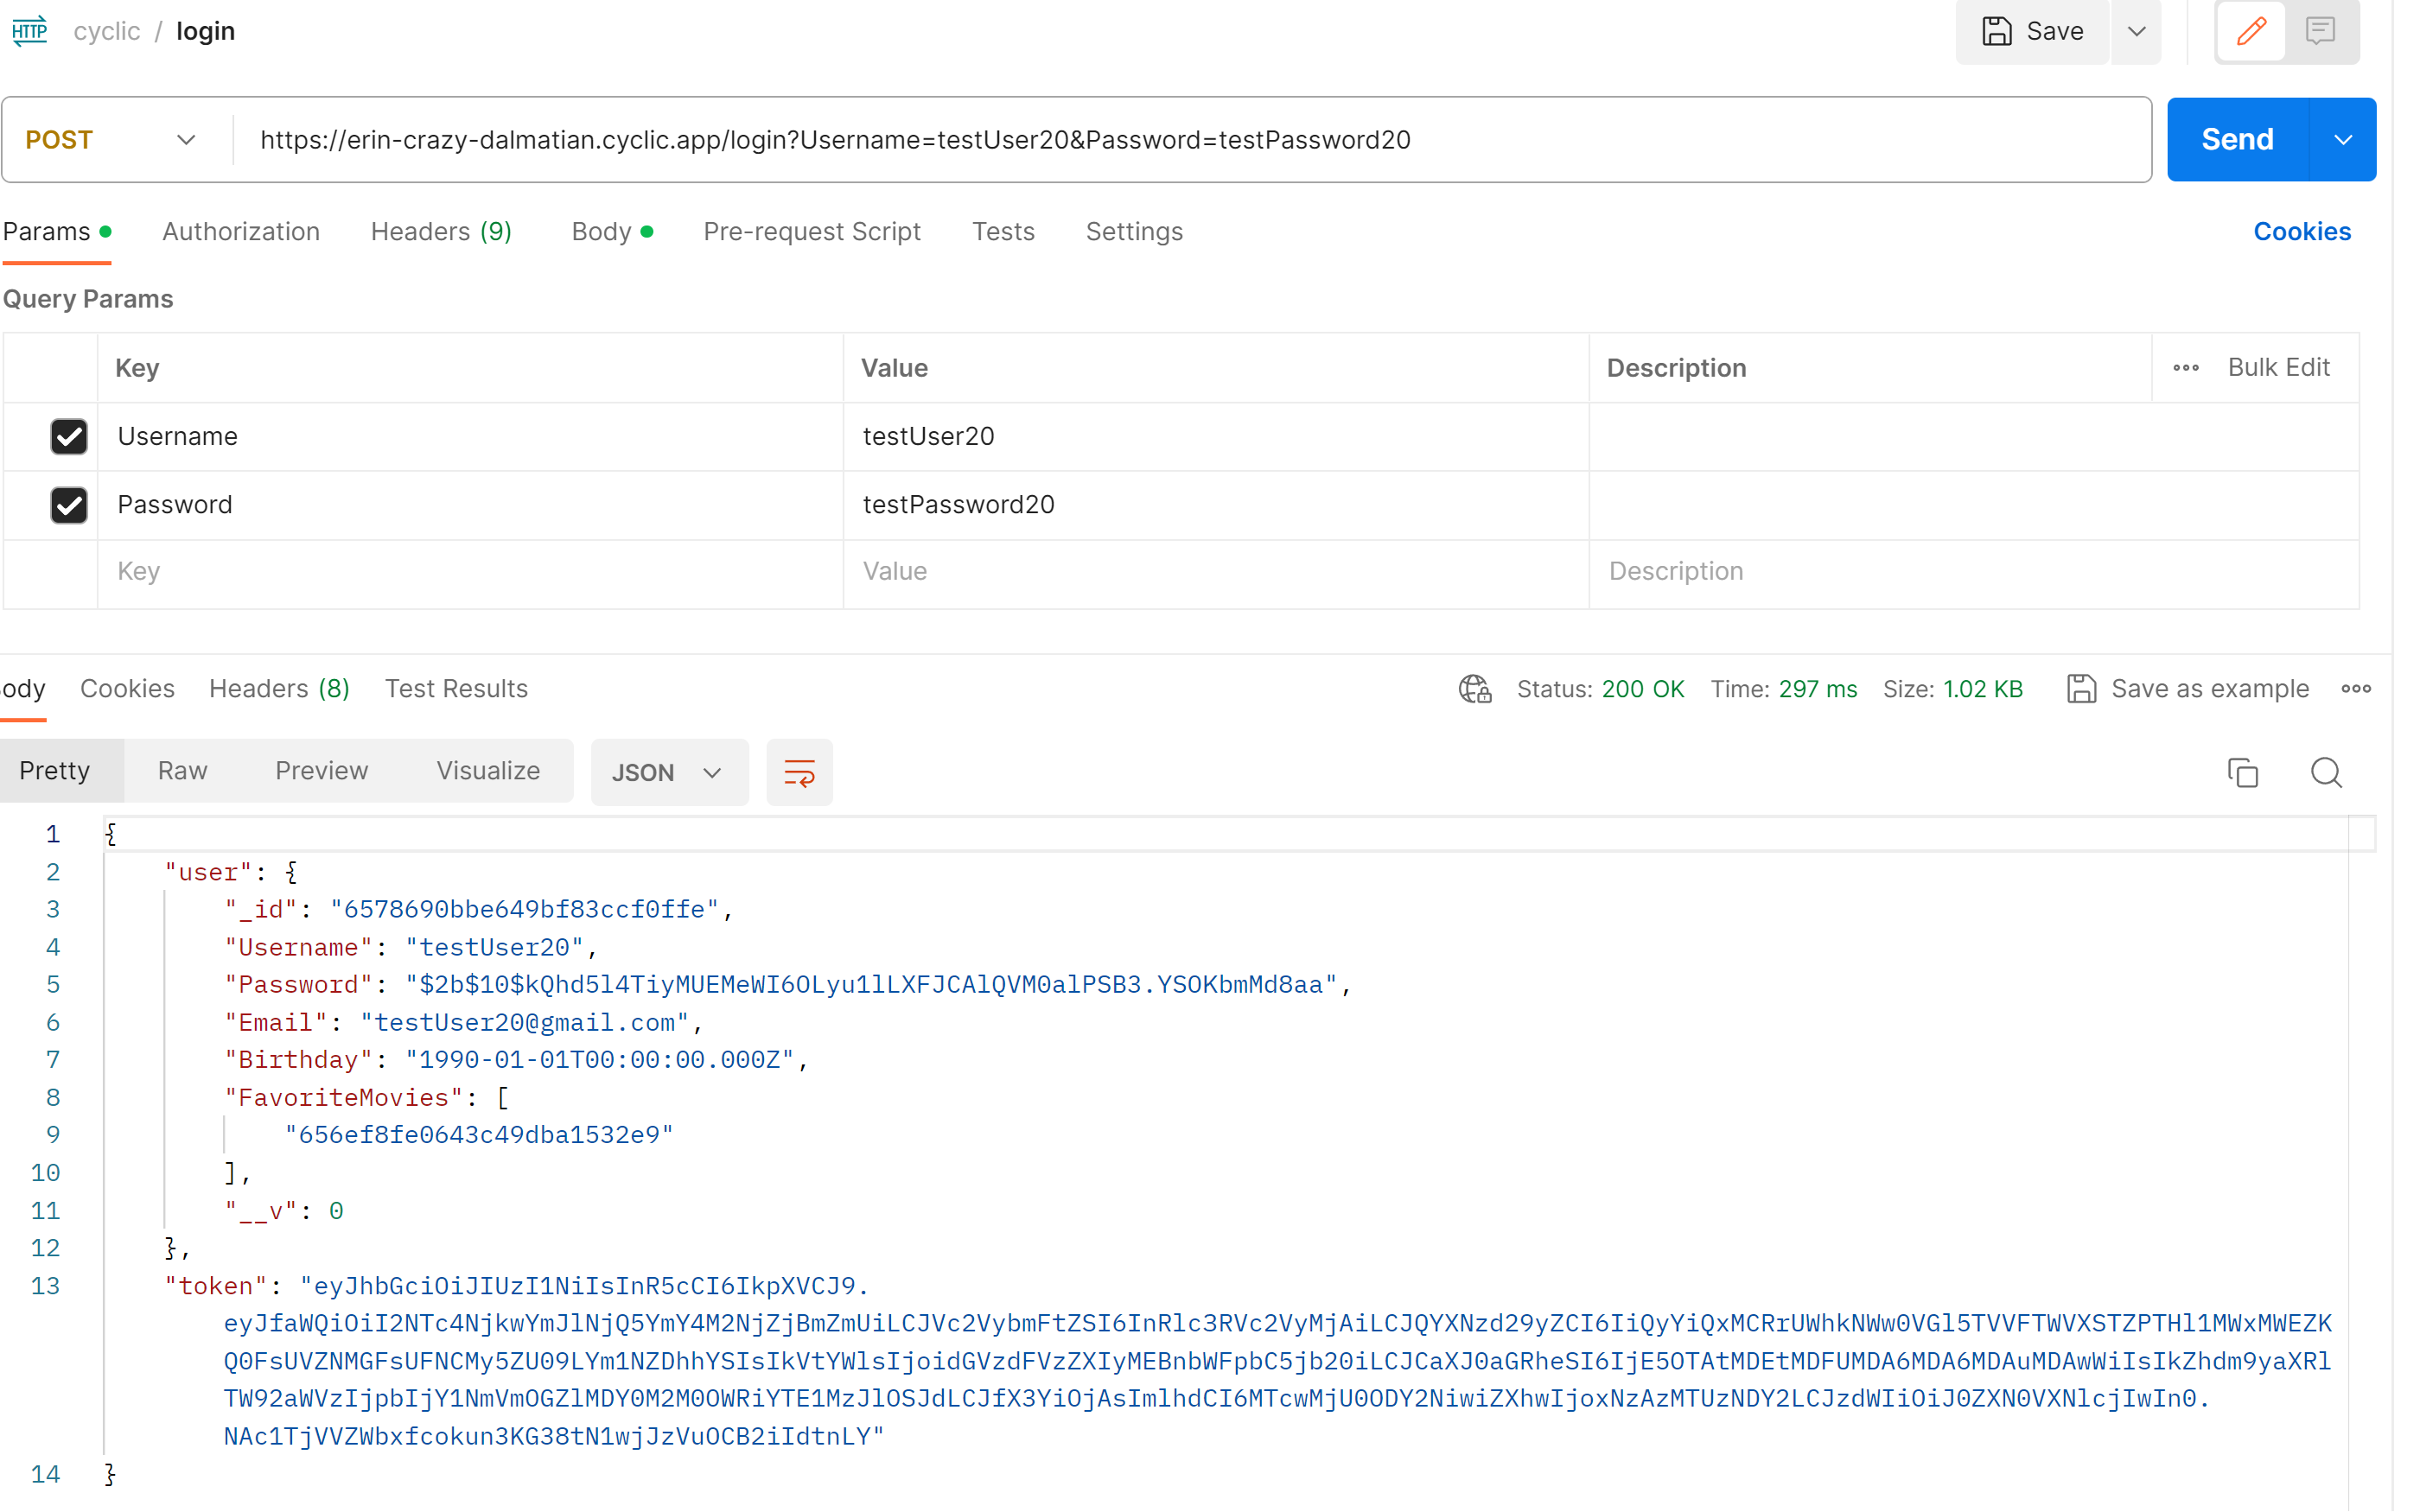 HTTP cyclic / login Save
POST https://erin-crazy-dalmatian.cyclic.app/login?Username=testUser20&Password=testPassword20 Send
Params Authorization Headers (9) Body Pre-request Script Tests Settings Cookies
Query Params
Key Value Description Bulk Edit
Username testUser20
Password testPassword20
Key Value Description
ody Cookies Headers (8) Test Results Status: 200 OK Time: 297 ms Size: 1.02 KB Save as example
Pretty Raw Preview Visualize JSON
1 {
2 "user": {
3 "_id": "6578690bbe649bf83ccf0ffe",
4 "Username": "testUser20",
5 "Password": "$2b$10$kQhd5l4TiyMUEMeWI6OLyu1lLXFJCAlQVM0alPSB3.YSOKbmMd8aa",
6 "Email": "testUser20@gmail.com",
7 "Birthday": "1990-01-01T00:00:00.000Z",
8 "FavoriteMovies": [
9 "656ef8fe0643c49dba1532e9"
10 ],
11 "__v": 0
12 },
13 "token": "eyJhbGciOiJIUzI1NiIsInR5cCI6IkpXVCJ9.
eyJfaWQiOiI2NTc4NjkwYmJlNjQ5YmY4M2NjZjBmZmUiLCJVc2VybmFtZSI6InRlc3RVc2VyMjAiLCJQYXNzd29yZCI6IiQyYiQxMCRrUWhkNWw0VGl5TVVFTWVXSTZPTHl1MWxMWEZK
Q0FsUVZNMGFsUFNCMy5ZU09LYm1NZDhhYSIsIkVtYWlsIjoidGVzdFVzZXIyMEBnbWFpbC5jb20iLCJCaXJ0aGRheSI6IjE5OTAtMDEtMDFUMDA6MDA6MDAuMDAwWiIsIkZhdm9yaXRl
TW92aWVzIjpbIjY1NmVmOGZlMDY0M2M0OWRiYTE1MzJlOSJdLCJfX3YiOjAsImlhdCI6MTcwMjU0ODY2NiwiZXhwIjoxNzAzMTUzNDY2LCJzdWIiOiJ0ZXN0VXNlcjIwIn0.
NAc1TjVVZWbxfcokun3KG38tN1wjJzVuOCB2iIdtnLY"
14 }